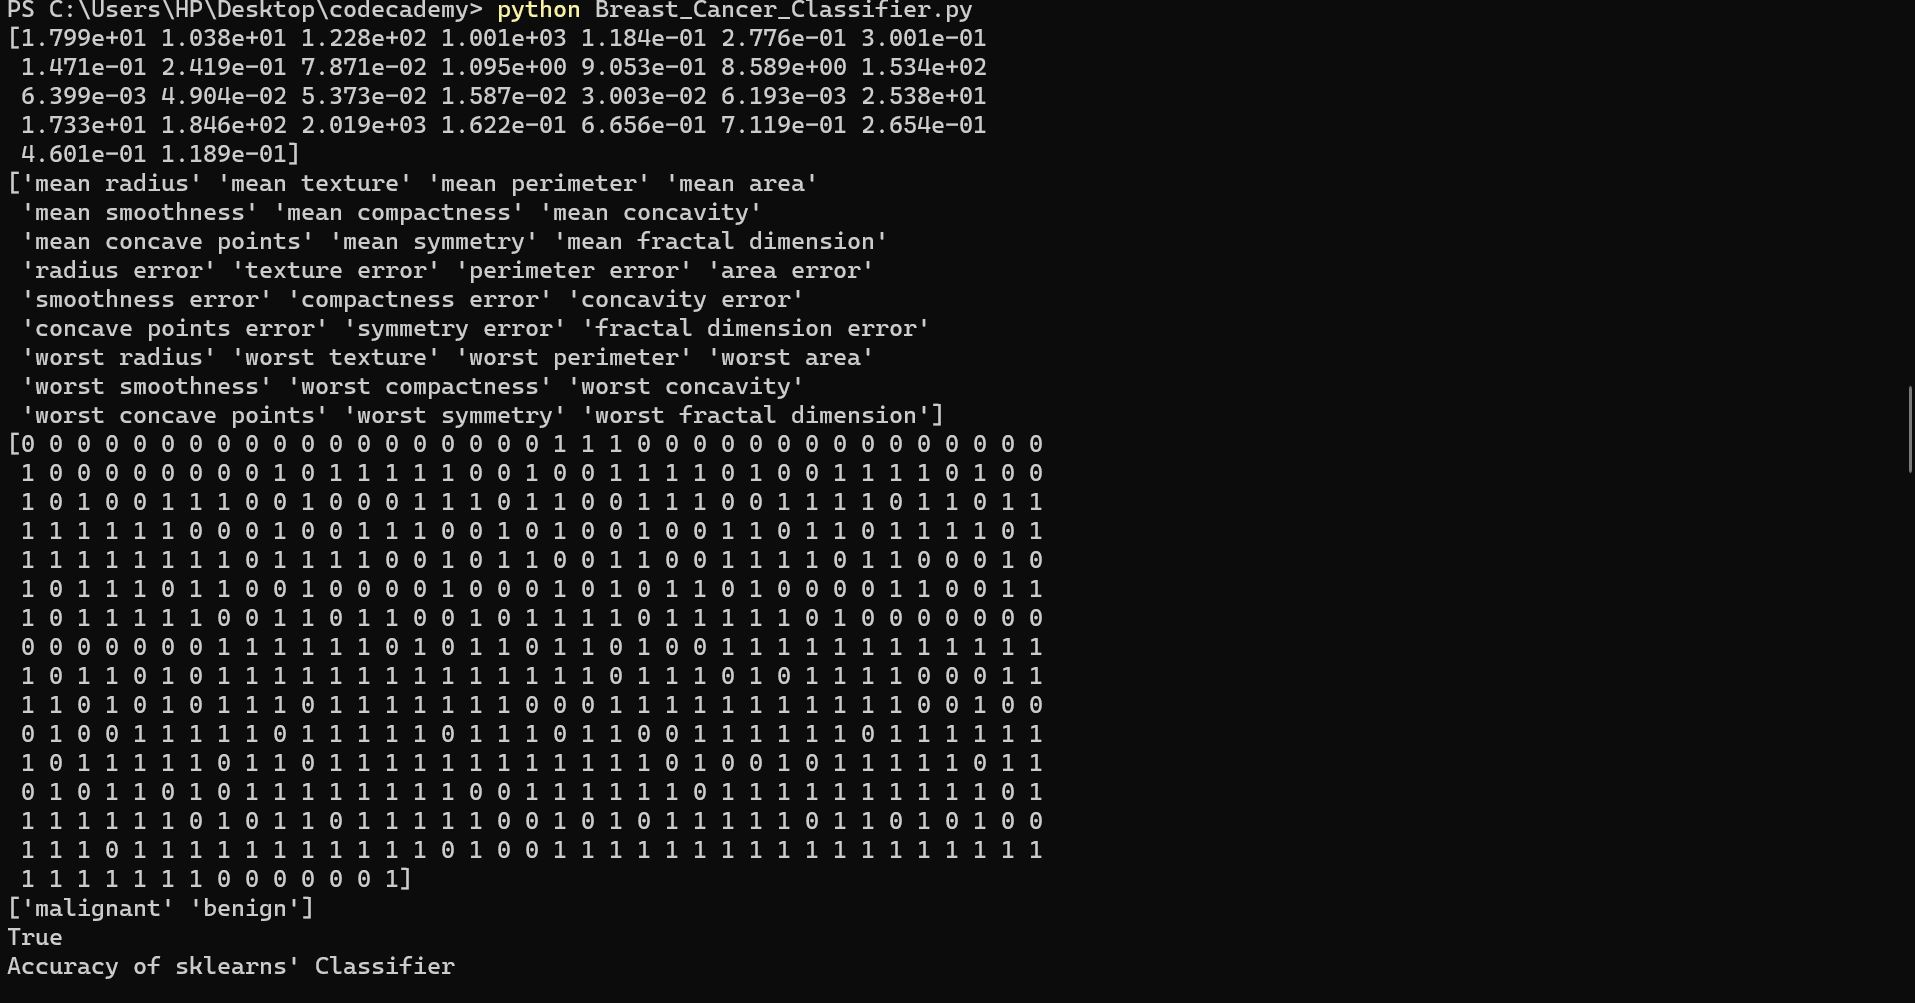 PS C:\Users\HP\Desktop\codecademy> python Breast_Cancer_Classifier.py
[1.799e+01 1.038e+01 1.228e+02 1.001e+03 1.184e-01 2.776e-01 3.001e-01
1.471e-01 2.419e-01 7.871e-02 1.095e+00 9.053e-01 8.589e+00 1.534e+02
6.399e-03 4.904e-02 5.373e-02 1.587e-02 3.003e-02 6.193e-03 2.538e+01
1.733e+01 1.846e+02 2.019e+03 1.622e-01 6.656e-01 7.119e-01 2.654e-01
4.601e-01 1.189e-01]
['mean radius' 'mean texture' 'mean perimeter' 'mean area'
'mean smoothness' 'mean compactness' 'mean concavity'
'mean concave points' 'mean symmetry' 'mean fractal dimension'
'radius error' 'texture error' 'perimeter error' 'area error'
'smoothness error' 'compactness error' 'concavity error'
'concave points error' 'symmetry error' 'fractal dimension error'
'worst radius' 'worst texture' 'worst perimeter' 'worst area'
'worst smoothness' 'worst compactness' 'worst concavity'
'worst concave points' 'worst symmetry' 'worst fractal dimension']
[0 0 0 0 0 0 0 0 0 0 0 0 0 0 0 0 0 0 0 1 1 1 0 0 0 0 0 0 0 0 0 0 0 0 0 0 0
1 0 0 0 0 0 0 0 0 1 0 1 1 1 1 1 0 0 1 0 0 1 1 1 1 0 1 0 0 1 1 1 1 0 1 0 0
1 0 1 0 0 1 1 1 0 0 1 0 0 0 1 1 1 0 1 1 0 0 1 1 1 0 0 1 1 1 1 0 1 1 0 1 1
1 1 1 1 1 1 0 0 0 1 0 0 1 1 1 0 0 1 0 1 0 0 1 0 0 1 1 0 1 1 0 1 1 1 1 0 1
1 1 1 1 1 1 1 1 0 1 1 1 1 0 0 1 0 1 1 0 0 1 1 0 0 1 1 1 1 0 1 1 0 0 0 1 0
1 0 1 1 1 0 1 1 0 0 1 0 0 0 0 1 0 0 0 1 0 1 0 1 1 0 1 0 0 0 0 1 1 0 0 1 1
1 0 1 1 1 1 1 0 0 1 1 0 1 1 0 0 1 0 1 1 1 1 0 1 1 1 1 1 0 1 0 0 0 0 0 0 0
0 0 0 0 0 0 0 1 1 1 1 1 1 0 1 0 1 1 0 1 1 0 1 0 0 1 1 1 1 1 1 1 1 1 1 1 1
1 0 1 1 0 1 0 1 1 1 1 1 1 1 1 1 1 1 1 1 1 0 1 1 1 0 1 0 1 1 1 1 0 0 0 1 1
1 1 0 1 0 1 0 1 1 1 0 1 1 1 1 1 1 1 0 0 0 1 1 1 1 1 1 1 1 1 1 1 0 0 1 0 0
0 1 0 0 1 1 1 1 1 0 1 1 1 1 1 0 1 1 1 0 1 1 0 0 1 1 1 1 1 1 0 1 1 1 1 1 1
1 0 1 1 1 1 1 0 1 1 0 1 1 1 1 1 1 1 1 1 1 1 1 0 1 0 0 1 0 1 1 1 1 1 0 1 1
0 1 0 1 1 0 1 0 1 1 1 1 1 1 1 1 0 0 1 1 1 1 1 1 0 1 1 1 1 1 1 1 1 1 1 0 1
1 1 1 1 1 1 0 1 0 1 1 0 1 1 1 1 1 0 0 1 0 1 0 1 1 1 1 1 0 1 1 0 1 0 1 0 0
1 1 1 0 1 1 1 1 1 1 1 1 1 1 1 0 1 0 0 1 1 1 1 1 1 1 1 1 1 1 1 1 1 1 1 1 1
1 1 1 1 1 1 1 0 0 0 0 0 0 1]
['malignant' 'benign']
True
Accuracy of sklearns' Classifier